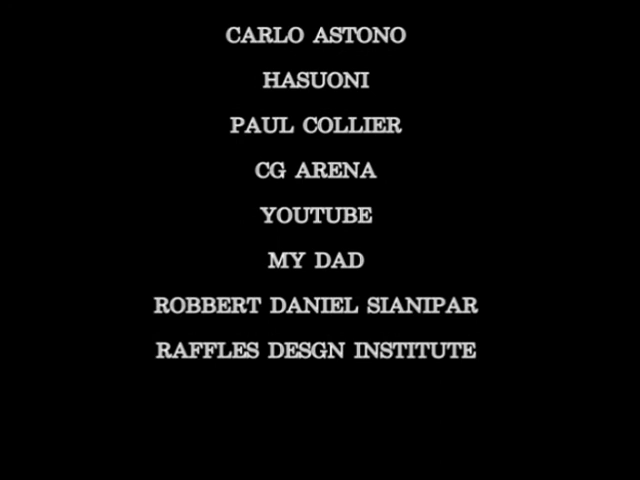 CARLO ASTONO
HASUONI
PAUL COLLIER
CG ARENA
YOUTUBE
MY DAD
ROBBERT DANIEL SIANIPAR
RAFFLES DESGN INSTITUTE